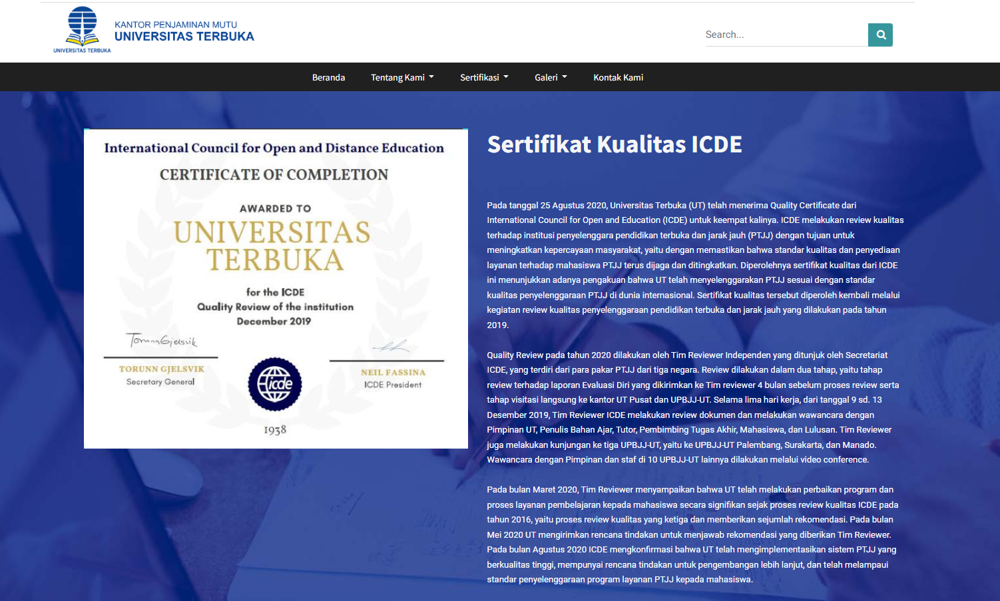 KANTOR PENJAMINAN MUTU
UNIVERSITAS TERBUKA
UNIVERSITAS TERBUKA
Search...
Beranda
Tentang Kami
Sertifikasi
Galeri
Kontak Kami
International Council for Open and Distance Education
CERTIFICATE OF COMPLETION
AWARDED TO
UNIVERSITAS
TERBUKA
for the ICDE
Quality Review of the institution
December 2019
Torunn Gjelsvik
TORUNN GJELSVIK
Secretary General
icde
NEIL FASSINA
ICDE President
1938
Sertifikat Kualitas ICDE
Pada tanggal 25 Agustus 2020, Universitas Terbuka (UT) telah menerima Quality Certificate dari
International Council for Open and Education (ICDE) untuk keempat kalinya. ICDE melakukan review kualitas
terhadap institusi penyelenggara pendidikan terbuka dan jarak jauh (PTJJ) dengan tujuan untuk
meningkatkan kepercayaan masyarakat, yaitu dengan memastikan bahwa standar kualitas dan penyediaan
layanan terhadap mahasiswa PTJJ terus dijaga dan ditingkatkan. Diperolehnya sertifikat kualitas dari ICDE
ini menunjukkan adanya pengakuan bahwa UT telah menyelenggarakan PTJJ sesuai dengan standar
kualitas penyelenggaraan PTJJ di dunia internasional. Sertifikat kualitas tersebut diperoleh kembali melalui
kegiatan review kualitas penyelenggaraan pendidikan terbuka dan jarak jauh yang dilakukan pada tahun
2019.
Quality Review pada tahun 2020 dilakukan oleh Tim Reviewer Independen yang ditunjuk oleh Secretariat
ICDE, yang terdiri dari para pakar PTJJ dari tiga negara. Review dilakukan dalam dua tahap, yaitu tahap
review terhadap laporan Evaluasi Diri yang dikirimkan ke Tim reviewer 4 bulan sebelum proses review serta
tahap visitasi langsung ke kantor UT Pusat dan UPBJJ-UT. Selama lima hari kerja, dari tanggal 9 sd. 13
Desember 2019, Tim Reviewer ICDE melakukan review dokumen dan melakukan wawancara dengan
Pimpinan UT, Penulis Bahan Ajar, Tutor, Pembimbing Tugas Akhir, Mahasiswa, dan Lulusan. Tim Reviewer
juga melakukan kunjungan ke tiga UPBJJ-UT, yaitu ke UPBJJ-UT Palembang, Surakarta, dan Manado.
Wawancara dengan Pimpinan dan staf di 10 UPBJJ-UT lainnya dilakukan melalui video conference.
Pada bulan Maret 2020, Tim Reviewer menyampaikan bahwa UT telah melakukan perbaikan program dan
proses layanan pembelajaran kepada mahasiswa secara signifikan sejak proses review kualitas ICDE pada
tahun 2016, yaitu proses review kualitas yang ketiga dan memberikan sejumlah rekomendasi. Pada bulan
Mei 2020 UT mengirimkan rencana tindakan untuk menjawab rekomendasi yang diberikan Tim Reviewer.
Pada bulan Agustus 2020 ICDE mengkonfirmasi bahwa UT telah mengimplementasikan sistem PTJJ yang
berkualitas tinggi, mempunyai rencana tindakan untuk pengembangan lebih lanjut, dan telah melampaui
standar penyelenggaraan program layanan PTJJ kepada mahasiswa.